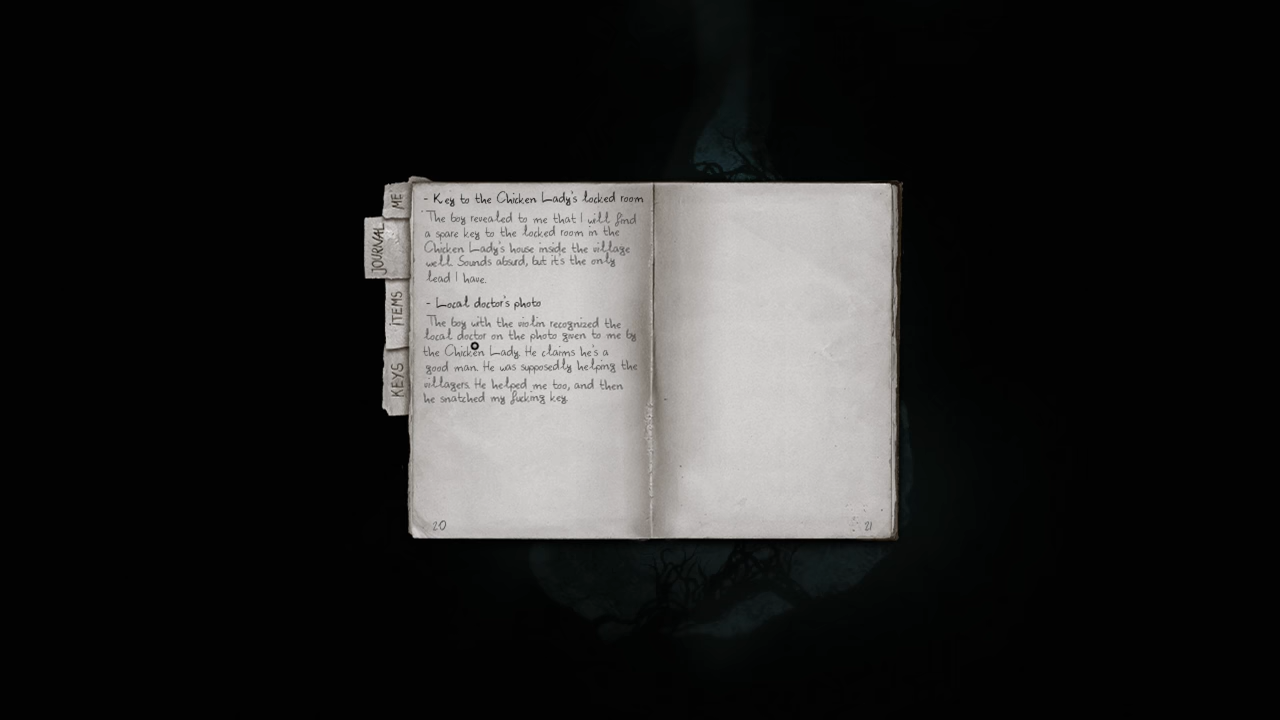 ME
JOURNAL
ITEMS
KEYS
- Key to the Chicken Lady's locked room
The boy revealed to me that I will find
a spare key to the locked room in the
Chicken Lady's house inside the village
well. Sounds absurd, but it's the only
lead I have.
- Local doctor's photo
The boy with the violin recognized the
local doctor on the photo given to me by
the Chicken Lady. He claims he's a
good man. He was supposedly helping the
villagers. He helped me too, and then
he snatched my fucking key.
20
21